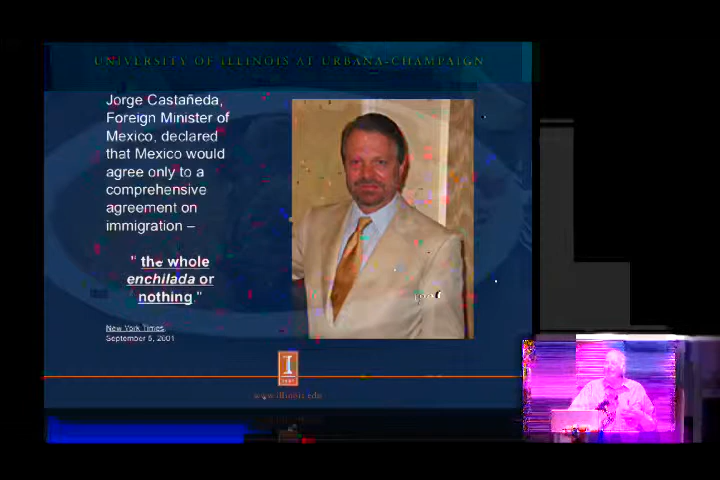 UNIVERSITY OF ILLINOIS AT URBANA-CHAMPAIGN
Jorge Castañeda,
Foreign Minister of
Mexico, declared
that Mexico would
agree only to a
comprehensive
agreement on
immigration –
" the whole
enchilada or
nothing."
New York Times,
September 5, 2001
I
www.illinois.edu